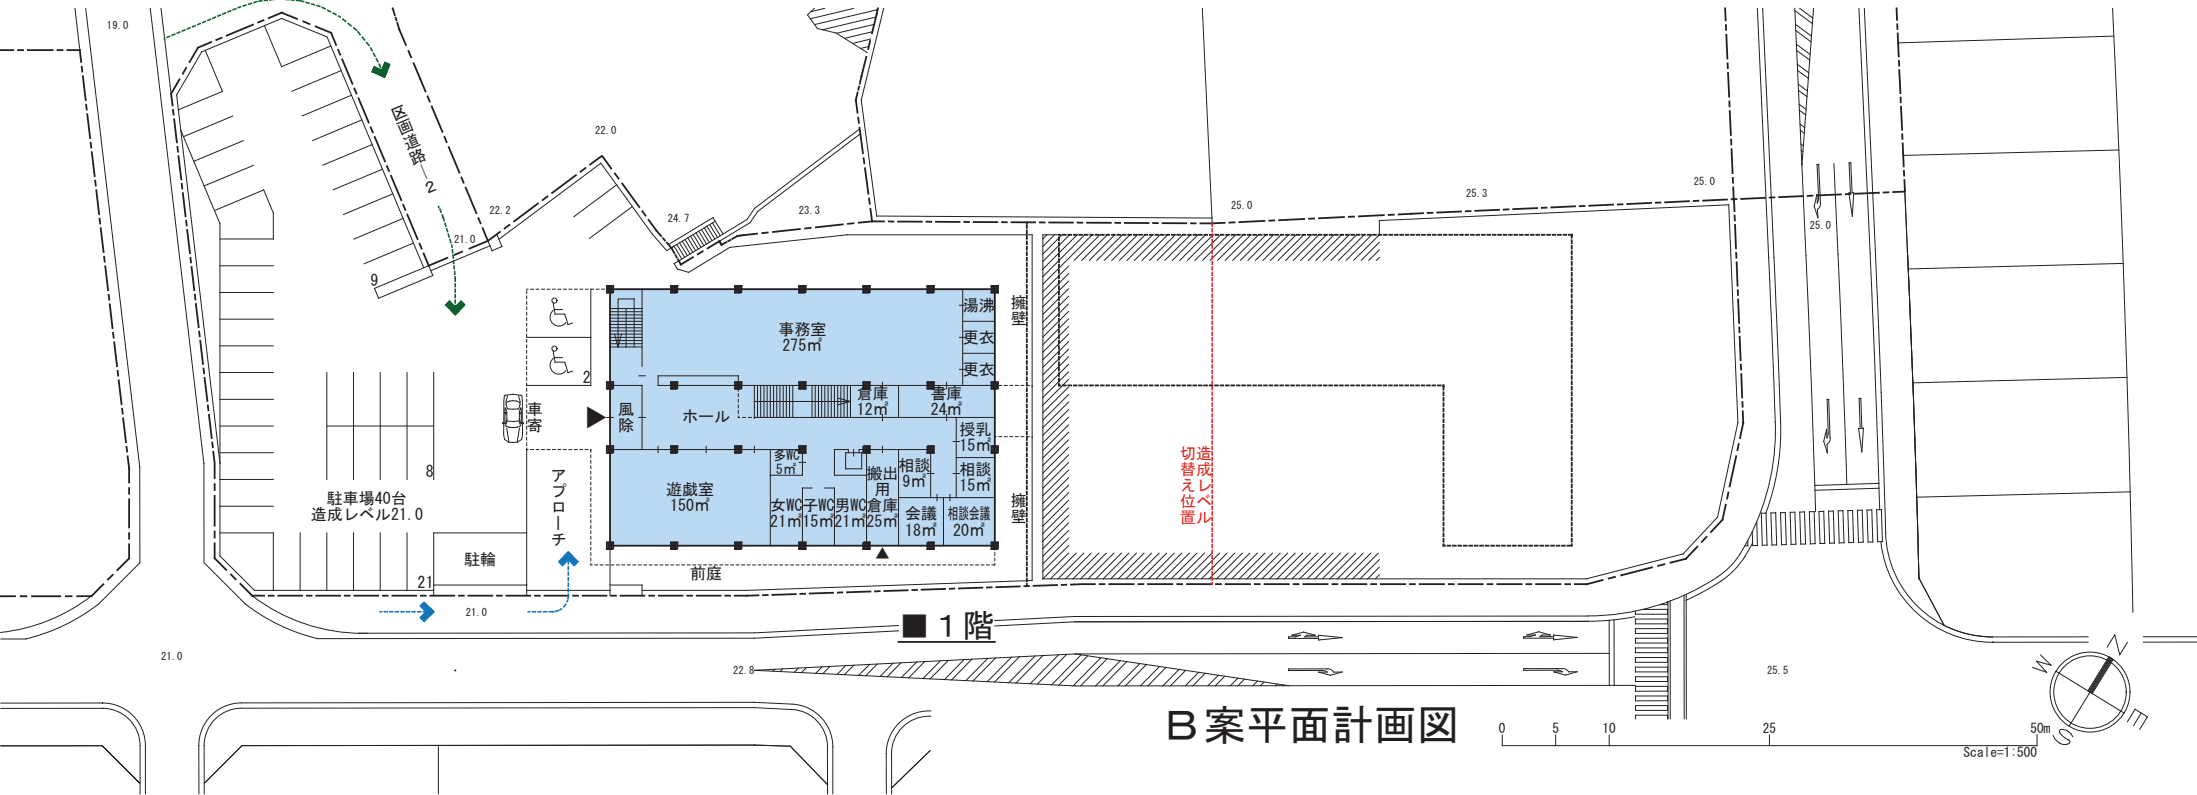 19.0
区画道路―2
22.0
22.2
21.0
24.7
23.3
25.0
25.3
25.0
25.0
9
2
湯沸
更衣
更衣
事務室
275㎡
擁壁
車寄
風除
ホール
倉庫
12㎡
書庫
24㎡
授乳
15㎡
多WC
5㎡
相談
9㎡
相談
15㎡
遊戯室
150㎡
女WC
21㎡
子WC
15㎡
男WC
21㎡
搬出用倉庫
25㎡
会議
18㎡
相談会議
20㎡
擁壁
造成レベル
切替え位置
アプローチ
8
駐車場40台
造成レベル21.0
駐輪
21
前庭
21.0
■1階
21.0
22.8
25.5
B案平面計画図
0 5 10 25 50m
Scale=1:500
N
W
E
S